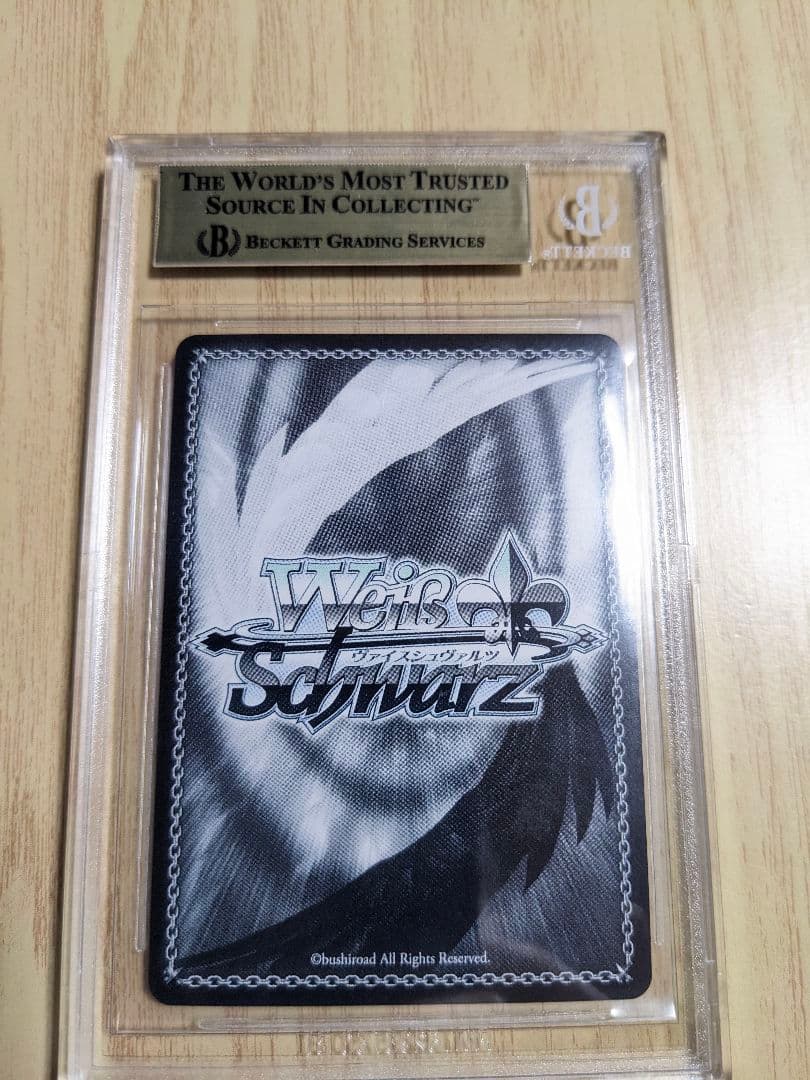 THE WORLD'S MOST TRUSTED
SOURCE IN COLLECTING™
B BECKETT GRADING SERVICES
B
BECKETT
Weiß
ヴァイスシュヴァルツ
Schwarz
©bushiroad All Rights Reserved.